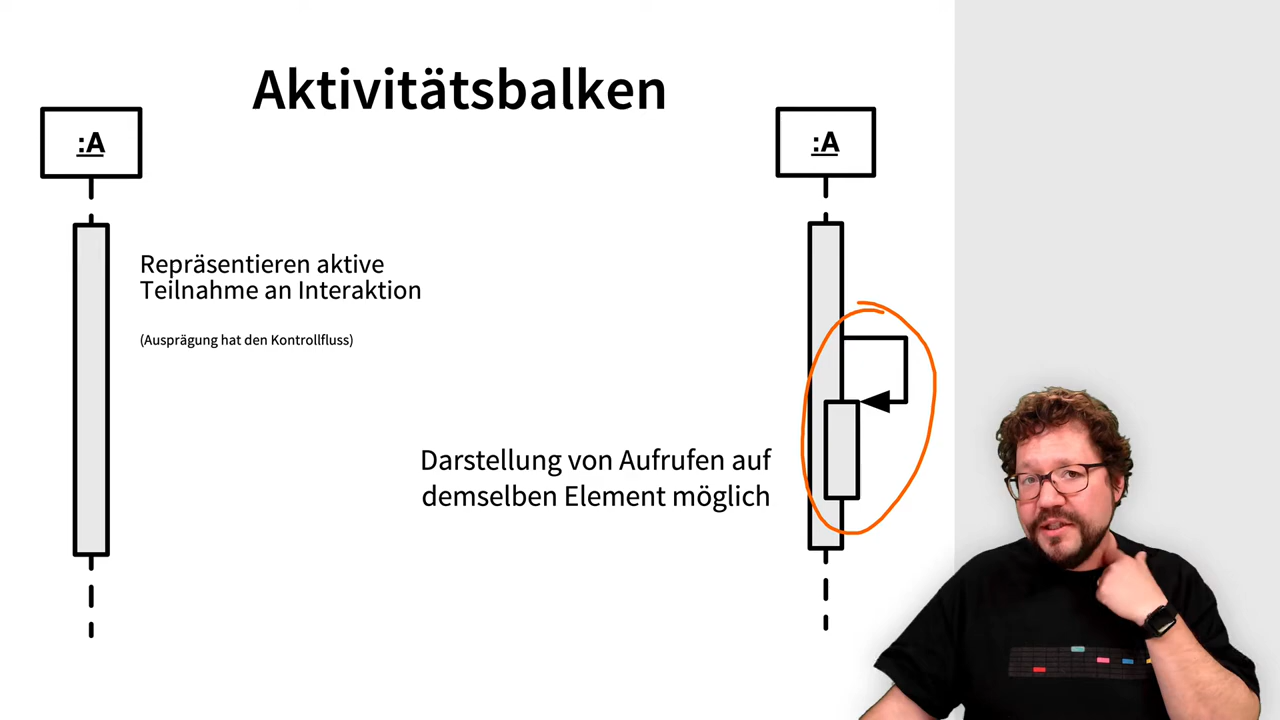 Aktivitätsbalken
:A
:A
Repräsentieren aktive
Teilnahme an Interaktion
(Ausprägung hat den Kontrollfluss)
Darstellung von Aufrufen auf
demselben Element möglich